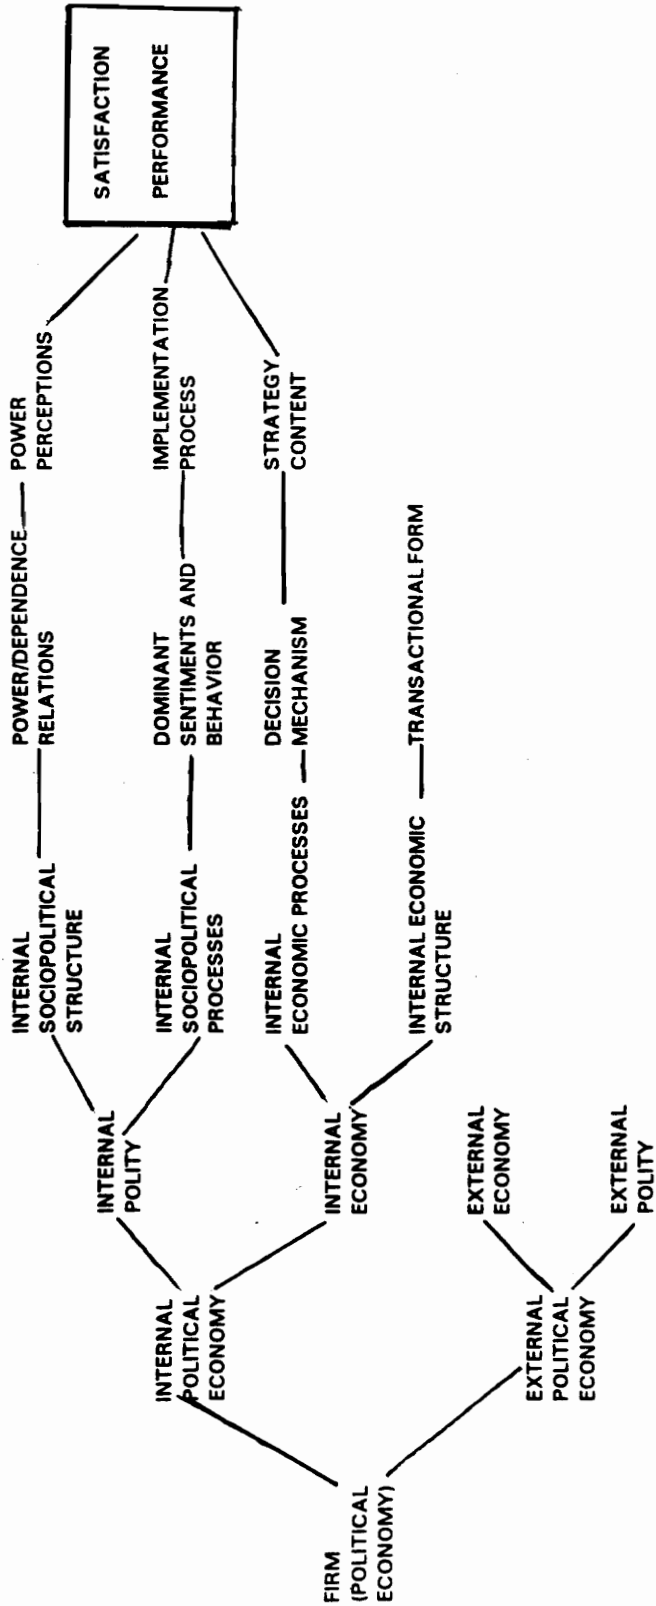 FIRM
(POLITICAL
ECONOMY)
INTERNAL
POLITICAL
ECONOMY
EXTERNAL
POLITICAL
ECONOMY
INTERNAL
POLITY
INTERNAL
ECONOMY
EXTERNAL
ECONOMY
EXTERNAL
POLITY
INTERNAL
SOCIOPOLITICAL
STRUCTURE
INTERNAL
SOCIOPOLITICAL
PROCESSES
INTERNAL
ECONOMIC PROCESSES
INTERNAL ECONOMIC
STRUCTURE
POWER/DEPENDENCE
RELATIONS
DOMINANT
SENTIMENTS AND
BEHAVIOR
DECISION
MECHANISM
TRANSACTIONAL FORM
POWER
PERCEPTIONS
IMPLEMENTATION
PROCESS
STRATEGY
CONTENT
SATISFACTION
PERFORMANCE